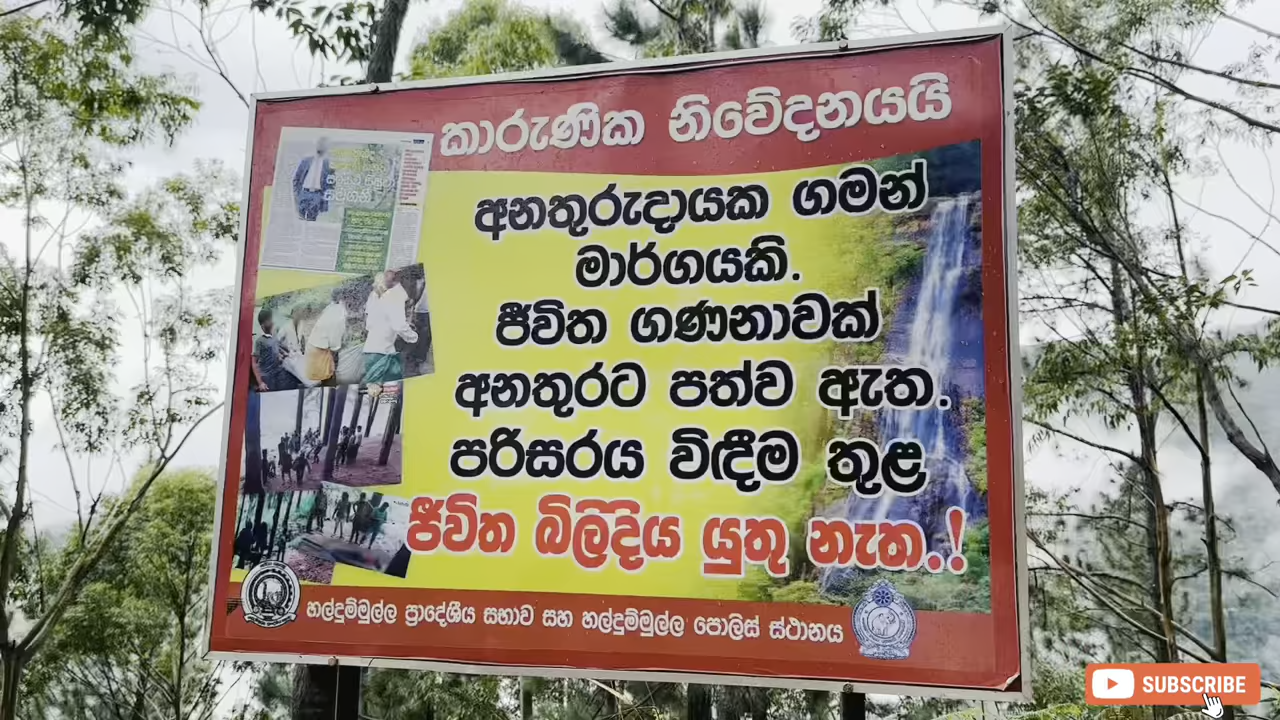 කාරුණික නිවේදනයයි
අනතුරුදායක ගමන්
මාර්ගයකි.
ජීවිත ගණනාවක්
අනතුරට පත්ව ඇත.
පරිසරය විඳීම තුළ
ජීවිත බිලිදිය යුතු නැත.!
හල්දුම්මුල්ල ප්‍රාදේශීය සභාව සහ හල්දුම්මුල්ල පොලිස් ස්ථානය
SUBSCRIBE